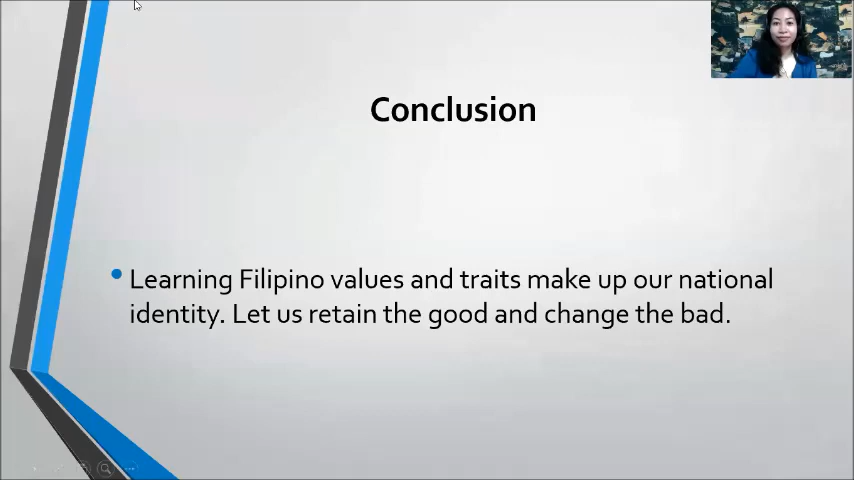 Conclusion
Learning Filipino values and traits make up our national
identity. Let us retain the good and change the bad.